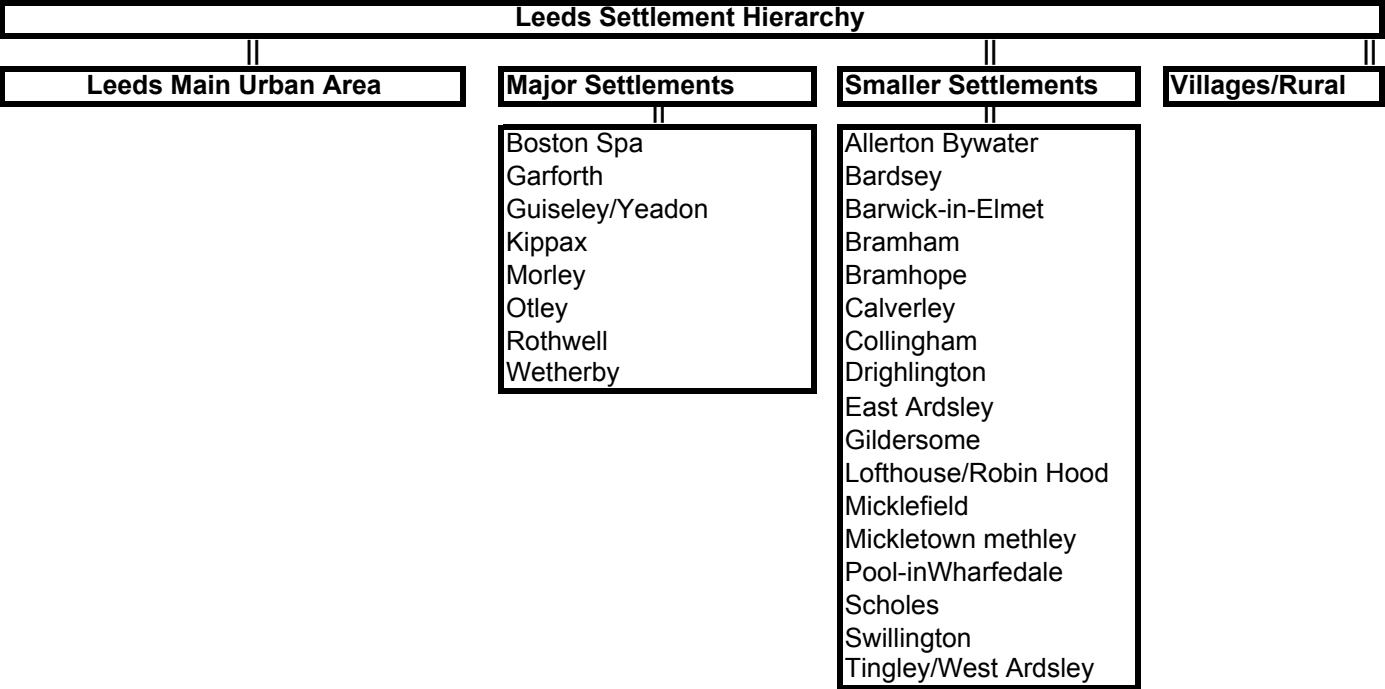 Leeds Settlement Hierarchy
Leeds Main Urban Area
Major Settlements
Smaller Settlements
Villages/Rural
Boston Spa
Garforth
Guiseley/Yeadon
Kippax
Morley
Otley
Rothwell
Wetherby
Allerton Bywater
Bardsey
Barwick-in-Elmet
Bramham
Bramhope
Calverley
Collingham
Drighlington
East Ardsley
Gildersome
Lofthouse/Robin Hood
Micklefield
Mickletown methley
Pool-inWharfedale
Scholes
Swillington
Tingley/West Ardsley